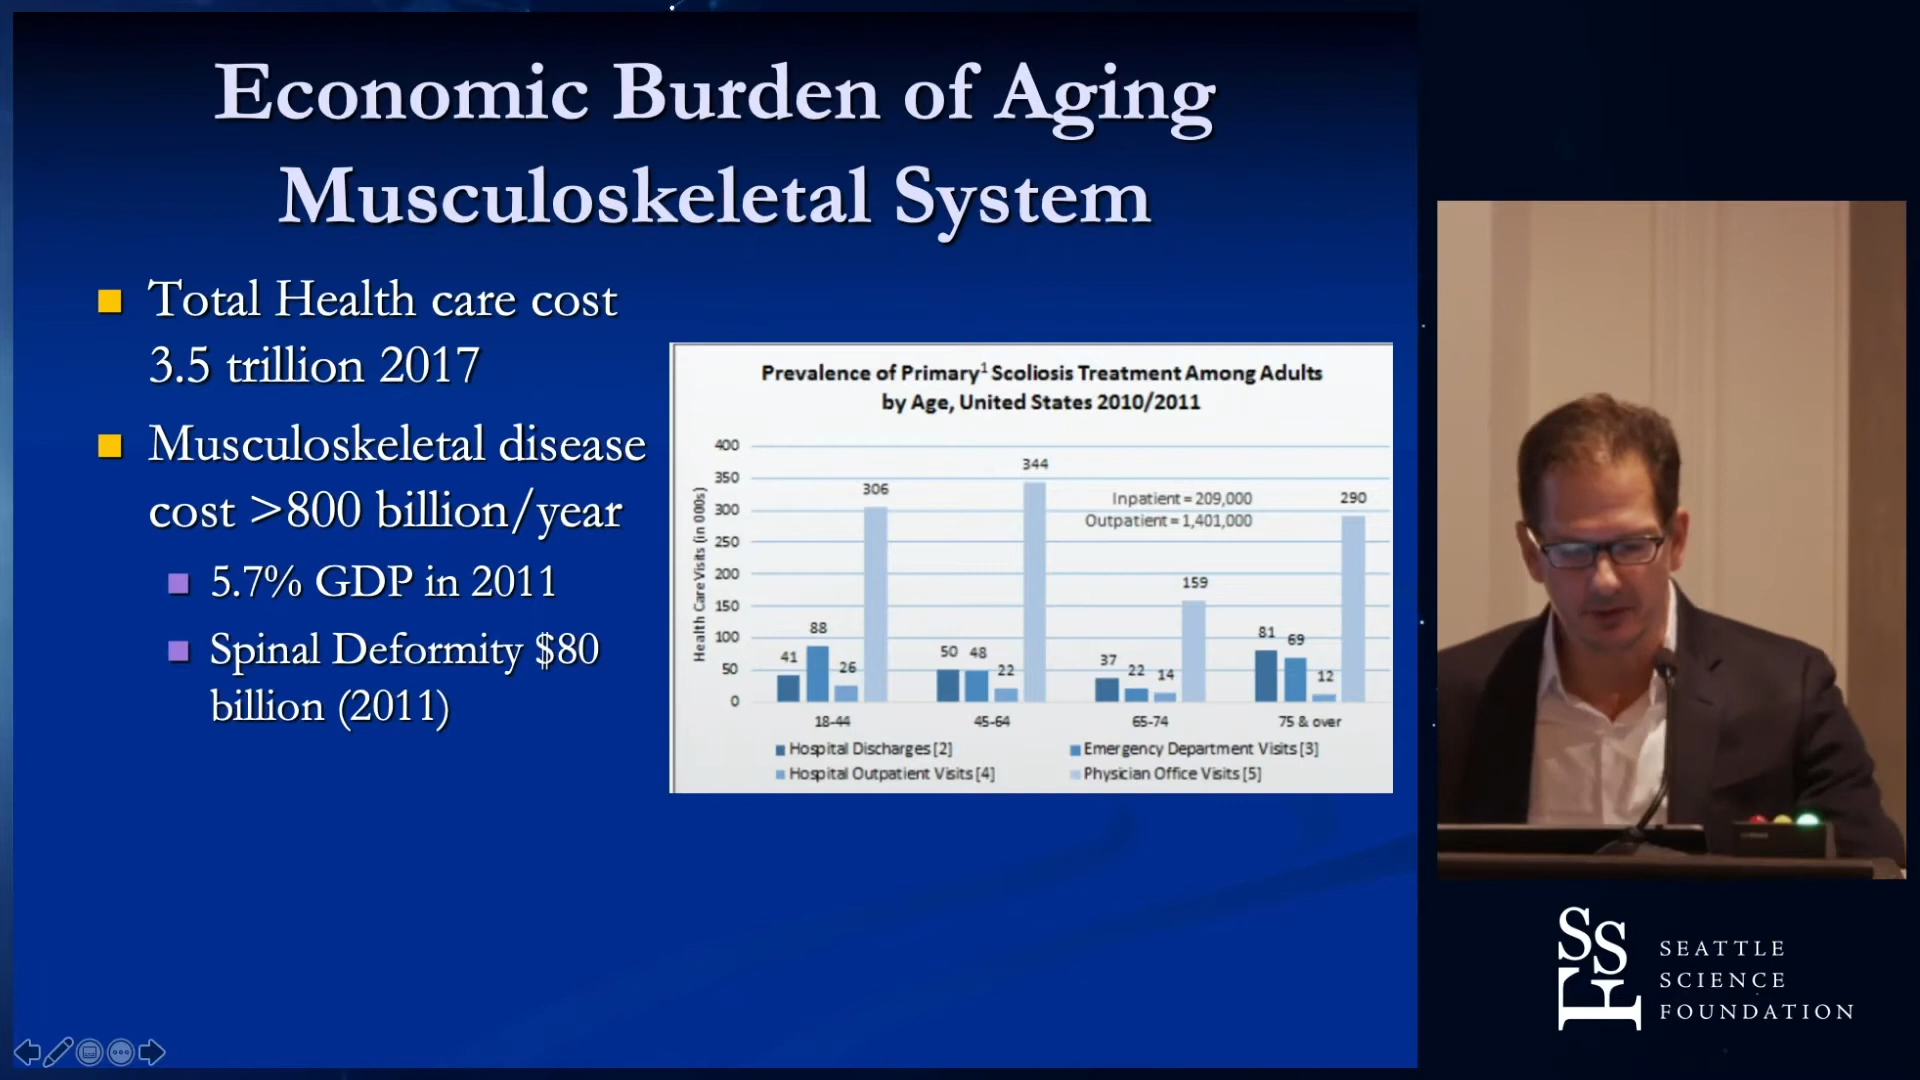 Economic Burden of Aging
Musculoskeletal System
Total Health care cost
3.5 trillion 2017
Musculoskeletal disease
cost >800 billion/year
5.7% GDP in 2011
Spinal Deformity $80
billion (2011)
Prevalence of Primary¹ Scoliosis Treatment Among Adults
by Age, United States 2010/2011
Health Care Visits (in 000s)
400
350
300
250
200
150
100
50
0
41
88
26
306
50
48
22
344
37
22
14
159
81
69
12
290
Inpatient = 209,000
Outpatient = 1,401,000
18-44
45-64
65-74
75 & over
Hospital Discharges [2]
Emergency Department Visits [3]
Hospital Outpatient Visits [4]
Physician Office Visits [5]
SSF
SEATTLE
SCIENCE
FOUNDATION